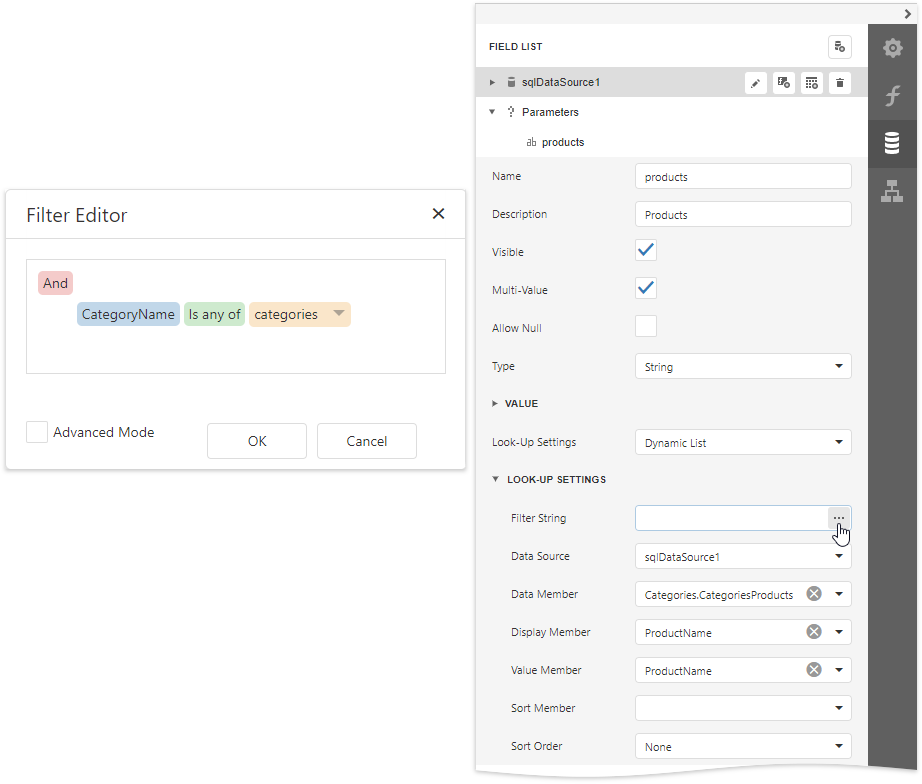 Filter Editor
And
CategoryName Is any of categories
Advanced Mode
OK
Cancel
FIELD LIST
sqlDataSource1
Parameters
ab products
Name products
Description Products
Visible
Multi-Value
Allow Null
Type String
VALUE
Look-Up Settings Dynamic List
LOOK-UP SETTINGS
Filter String ...
Data Source sqlDataSource1
Data Member Categories.CategoriesProducts
Display Member ProductName
Value Member ProductName
Sort Member
Sort Order None